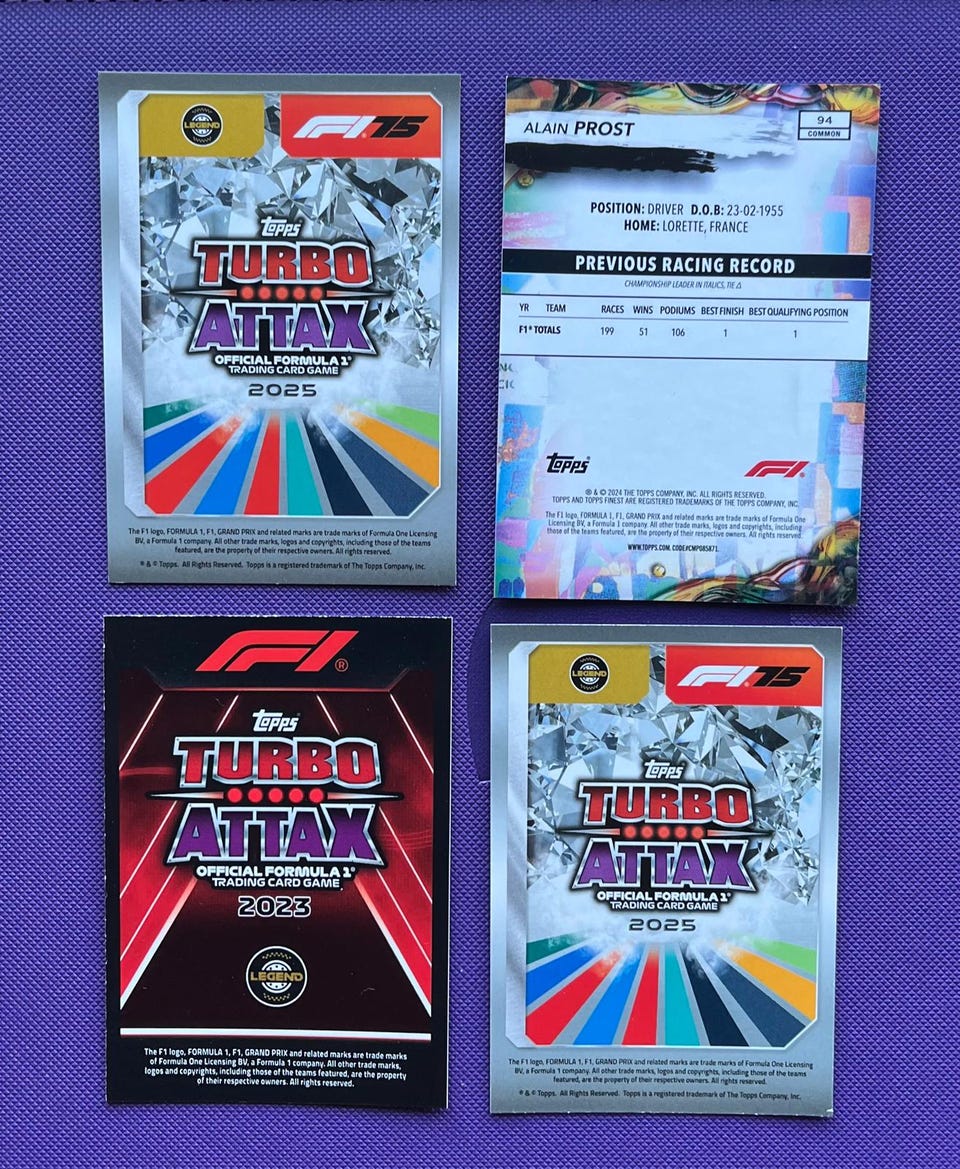 LEGEND
F1 75
Topps
TURBO
ATTAX
OFFICIAL FORMULA 1®
TRADING CARD GAME
2025
The F1 logo, FORMULA 1, F1, GRAND PRIX and related marks are trade marks of Formula One Licensing
BV, a Formula 1 company. All other trade marks, logos and copyrights, including those of the teams
featured, are the property of their respective owners. All rights reserved.
® & © Topps. All Rights Reserved. Topps is a registered trademark of The Topps Company, Inc.
ALAIN PROST
94
COMMON
POSITION: DRIVER D.O.B: 23-02-1955
HOME: LORETTE, FRANCE
PREVIOUS RACING RECORD
CHAMPIONSHIP LEADER IN ITALICS, TIE Δ
YR TEAM RACES WINS PODIUMS BEST FINISH BEST QUALIFYING POSITION
F1® TOTALS 199 51 106 1 1
Topps
F1
® & © 2024 THE TOPPS COMPANY, INC. ALL RIGHTS RESERVED.
TOPPS AND TOPPS FINEST ARE REGISTERED TRADEMARKS OF THE TOPPS COMPANY, INC.
The F1 logo, FORMULA 1, F1, GRAND PRIX and related marks are trade marks of Formula One
Licensing BV, a Formula 1 company. All other trade marks, logos and copyrights, including
those of the teams featured, are the property of their respective owners. All rights reserved.
WWW.TOPPS.COM. CODE#CMP085871.
F1®
Topps
TURBO
ATTAX
OFFICIAL FORMULA 1®
TRADING CARD GAME
2023
LEGEND
The F1 logo, FORMULA 1, F1, GRAND PRIX and related marks are trade marks
of Formula One Licensing BV, a Formula 1 company. All other trade marks,
logos and copyrights, including those of the teams featured, are the property
of their respective owners. All rights reserved.
LEGEND
F1 75
Topps
TURBO
ATTAX
OFFICIAL FORMULA 1®
TRADING CARD GAME
2025
The F1 logo, FORMULA 1, F1, GRAND PRIX and related marks are trade marks of Formula One Licensing
BV, a Formula 1 company. All other trade marks, logos and copyrights, including those of the teams
featured, are the property of their respective owners. All rights reserved.
® & © Topps. All Rights Reserved. Topps is a registered trademark of The Topps Company, Inc.